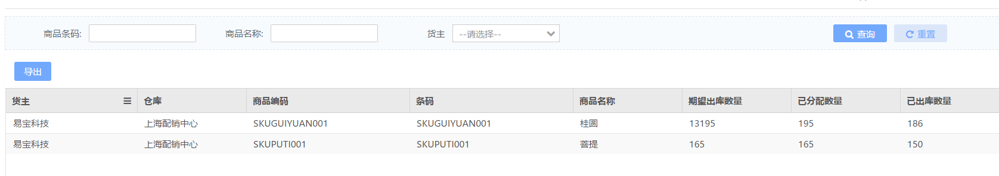 商品条码: 商品名称: 货主 --请选择-- 查询 重置
导出
货主 仓库 商品编码 条码 商品名称 期望出库数量 已分配数量 已出库数量
易宝科技 上海配销中心 SKUGUIYUAN001 SKUGUIYUAN001 桂圆 13195 195 186
易宝科技 上海配销中心 SKUPUTI001 SKUPUTI001 菩提 165 165 150